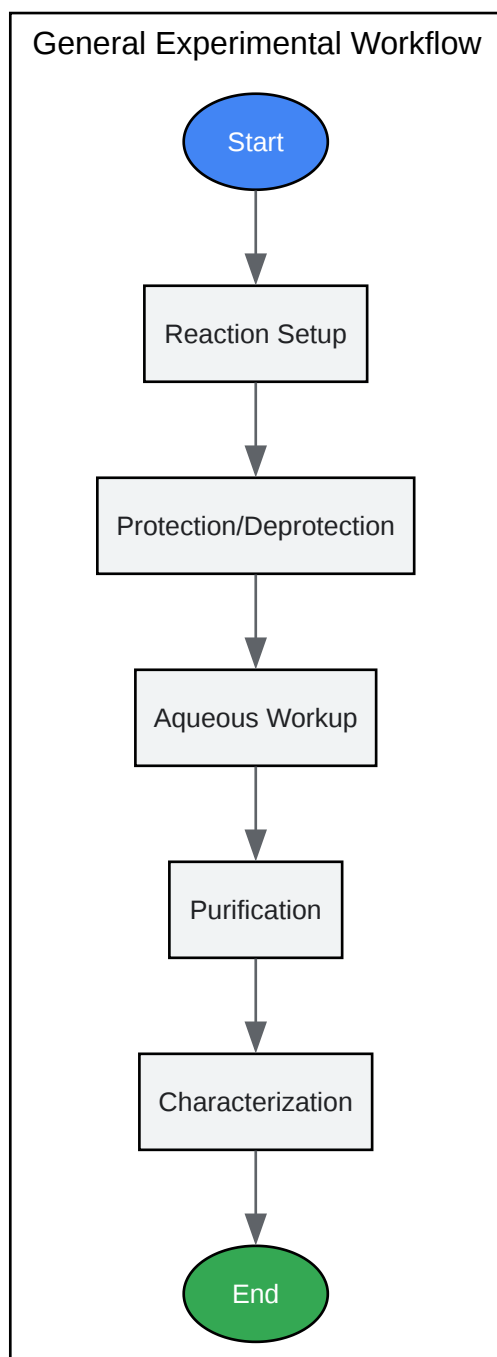 General Experimental Workflow
Start
Reaction Setup
Protection/Deprotection
Aqueous Workup
Purification
Characterization
End